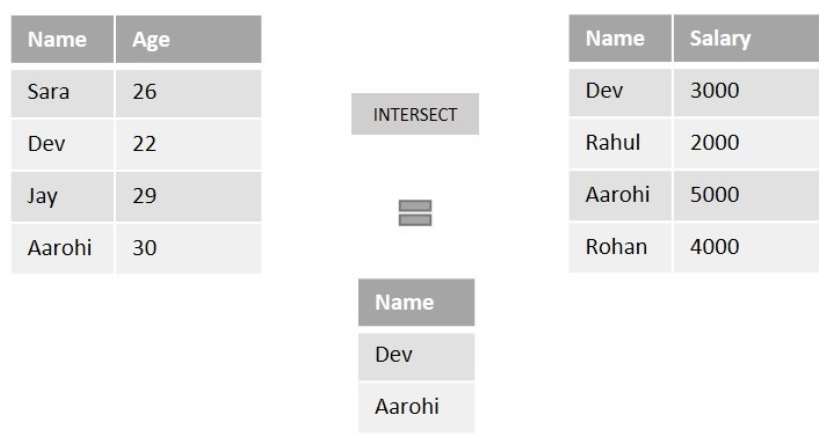 Name Age
Sara 26
Dev 22
Jay 29
Aarohi 30
INTERSECT
Name Salary
Dev 3000
Rahul 2000
Aarohi 5000
Rohan 4000
Name
Dev
Aarohi